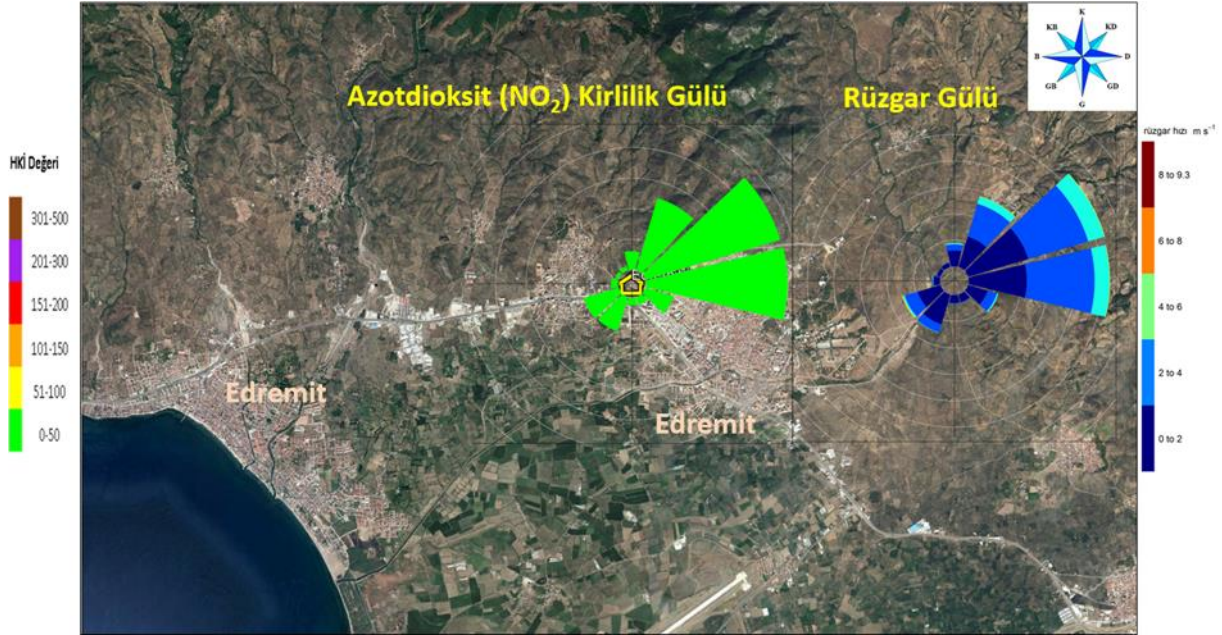 Azotdioksit (NO₂) Kirlilik Gülü
Rüzgar Gülü
K
KB
KD
B
D
GB
GD
G
HKİ Değeri
301-500
201-300
151-200
101-150
51-100
0-50
rüzgar hızı m s⁻¹
8 to 9.3
6 to 8
4 to 6
2 to 4
0 to 2
Edremit
Edremit